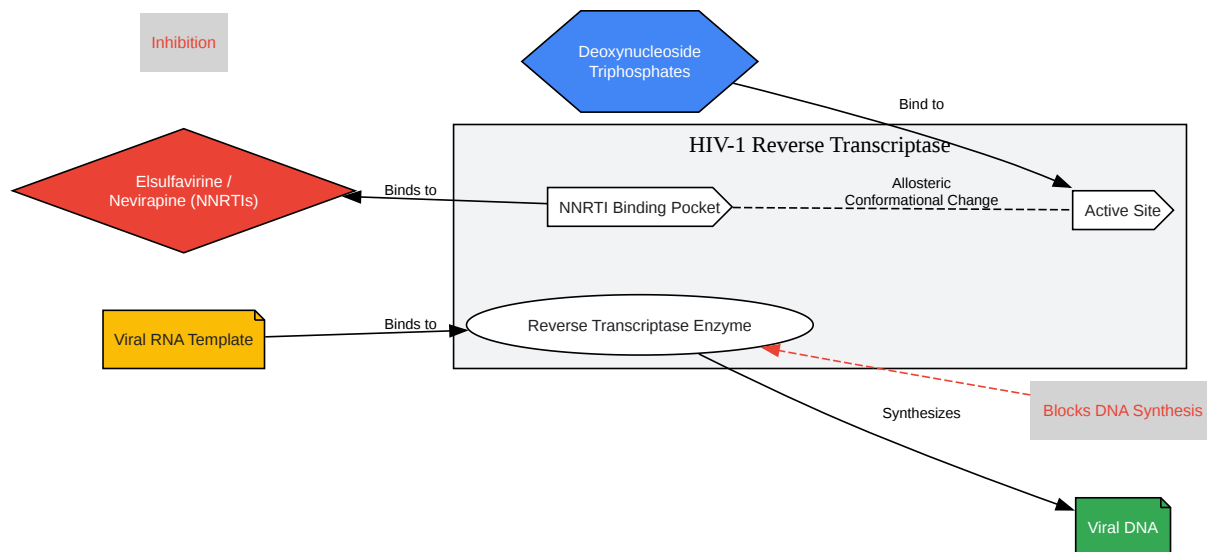 Inhibition
Deoxynucleoside
Triphosphates
Bind to
HIV-1 Reverse Transcriptase
Elsulfavirine /
Nevirapine (NNRTIs)
Binds to
NNRTI Binding Pocket
Allosteric
Conformational Change
Active Site
Viral RNA Template
Binds to
Reverse Transcriptase Enzyme
Synthesizes
Blocks DNA Synthesis
Viral DNA